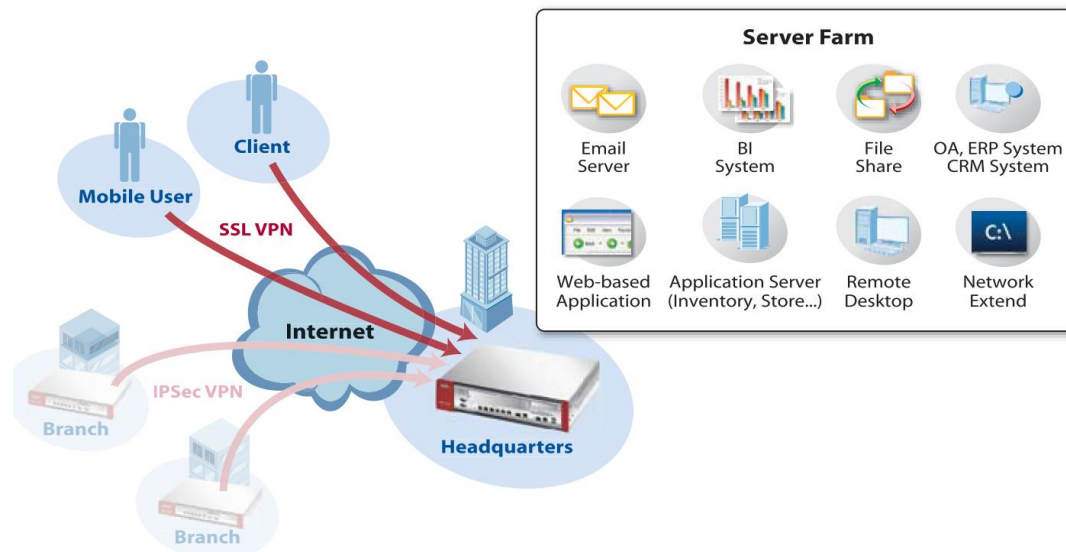 Server Farm
Email
Server
BI
System
File
Share
OA, ERP System
CRM System
Web-based
Application
Application Server
(Inventory, Store...)
Remote
Desktop
C:\
Network
Extend
Client
Mobile User
SSL VPN
Internet
IPSec VPN
Branch
Headquarters
Branch